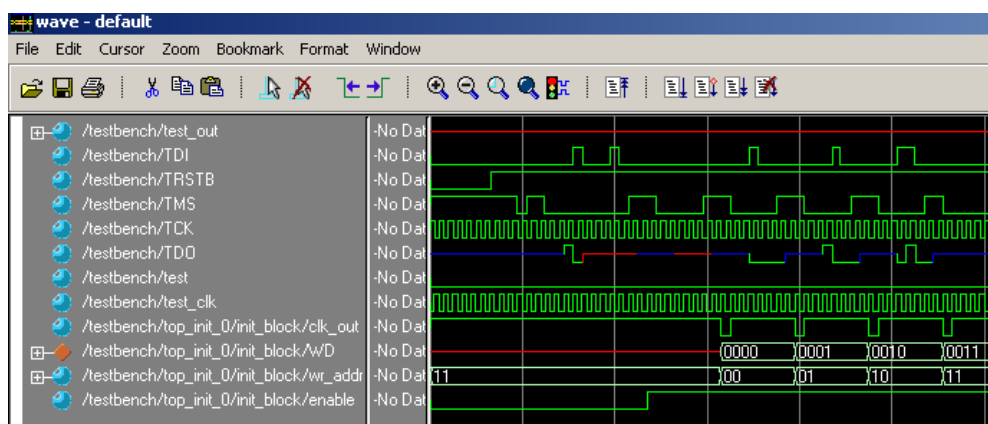 wave - default
File Edit Cursor Zoom Bookmark Format Window
/testbench/test_out -No Dat
/testbench/TDI -No Dat
/testbench/TRSTB -No Dat
/testbench/TMS -No Dat
/testbench/TCK -No Dat
/testbench/TDO -No Dat
/testbench/test -No Dat
/testbench/test_clk -No Dat
/testbench/top_init_0/init_block/clk_out -No Dat
/testbench/top_init_0/init_block/WD -No Dat 0000 0001 0010 0011
/testbench/top_init_0/init_block/wr_addr -No Dat 11 00 01 10 11
/testbench/top_init_0/init_block/enable -No Dat